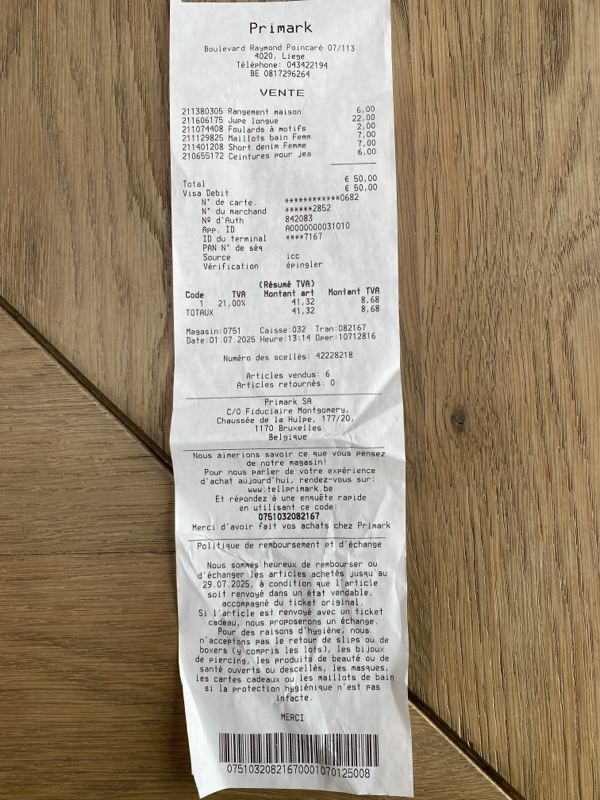 Primark
Boulevard Raymond Poincaré 07/113
4020, Liege
Téléphone: 043422194
BE 0817296264
VENTE
211380305 Rangement maison 6,00
211606175 Jupe longue 22,00
211074408 Foulards à motifs 2,00
211129825 Maillots bain Femm 7,00
211401208 Short denim Femme 7,00
210655172 Ceintures pour jea 6,00
Total € 50,00
Visa Debit € 50,00
N° de carte. ************0682
N° du marchand ******2852
Nº d'Auth 842083
App. ID A0000000031010
ID du terminal ****7167
PAN N° de séq
Source icc
Vérification épingler
(Résumé TVA)
Code TVA Montant art Montant TVA
1 21,00% 41,32 8,68
TOTAUX 41,32 8,68
Magasin:0751 Caisse:032 Tran:082167
Date:01.07.2025 Heure:13:14 Oper:10712816
Numéro des scellés: 42228218
Articles vendus: 6
Articles retournés: 0
Primark SA
C/O Fiduciaire Montgomery,
Chaussée de la Hulpe, 177/20,
1170 Bruxelles
Belgique
Nous aimerions savoir ce que vous pensez
de notre magasin!
Pour nous parler de votre expérience
d'achat aujourd'hui, rendez-vous sur:
www.tellprimark.be
Et répondez à une enquête rapide
en utilisant ce code:
0751032082167
Merci d'avoir fait vos achats chez Primark
Politique de remboursement et d'échange
Nous sommes heureux de rembourser ou
d'échanger les articles achetés jusqu'au
29.07.2025, à condition que l'article
soit renvoyé dans un état vendable,
accompagné du ticket original.
Si l'article est renvoyé avec un ticket
cadeau, nous proposerons un échange.
Pour des raisons d'hygiène, nous
n'acceptons pas le retour de slips ou de
boxers (y compris les lots), les bijoux
de piercing, les produits de beauté ou de
santé ouverts ou descellés, les masques,
les cartes cadeaux ou les maillots de bain
si la protection hygiénique n'est pas
intacte.
MERCI
07510320821670001070125008